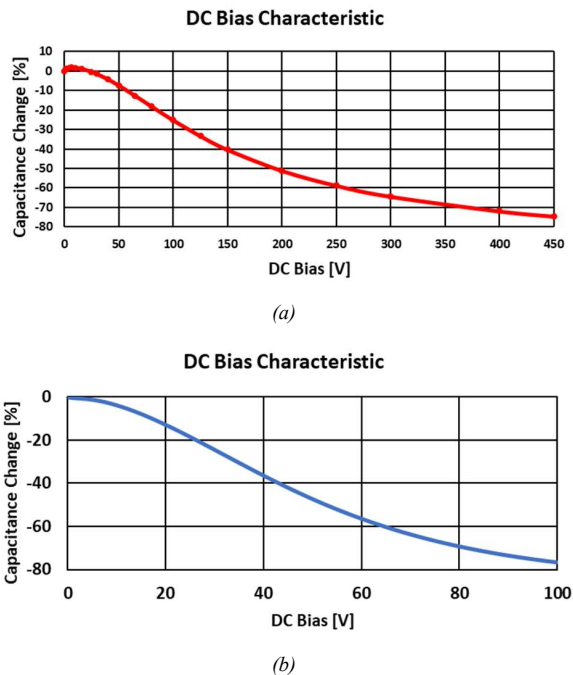 DC Bias Characteristic
Capacitance Change [%]
10
0
-10
-20
-30
-40
-50
-60
-70
-80
0 50 100 150 200 250 300 350 400 450
DC Bias [V]
(a)
DC Bias Characteristic
Capacitance Change [%]
0
-20
-40
-60
-80
0 20 40 60 80 100
DC Bias [V]
(b)